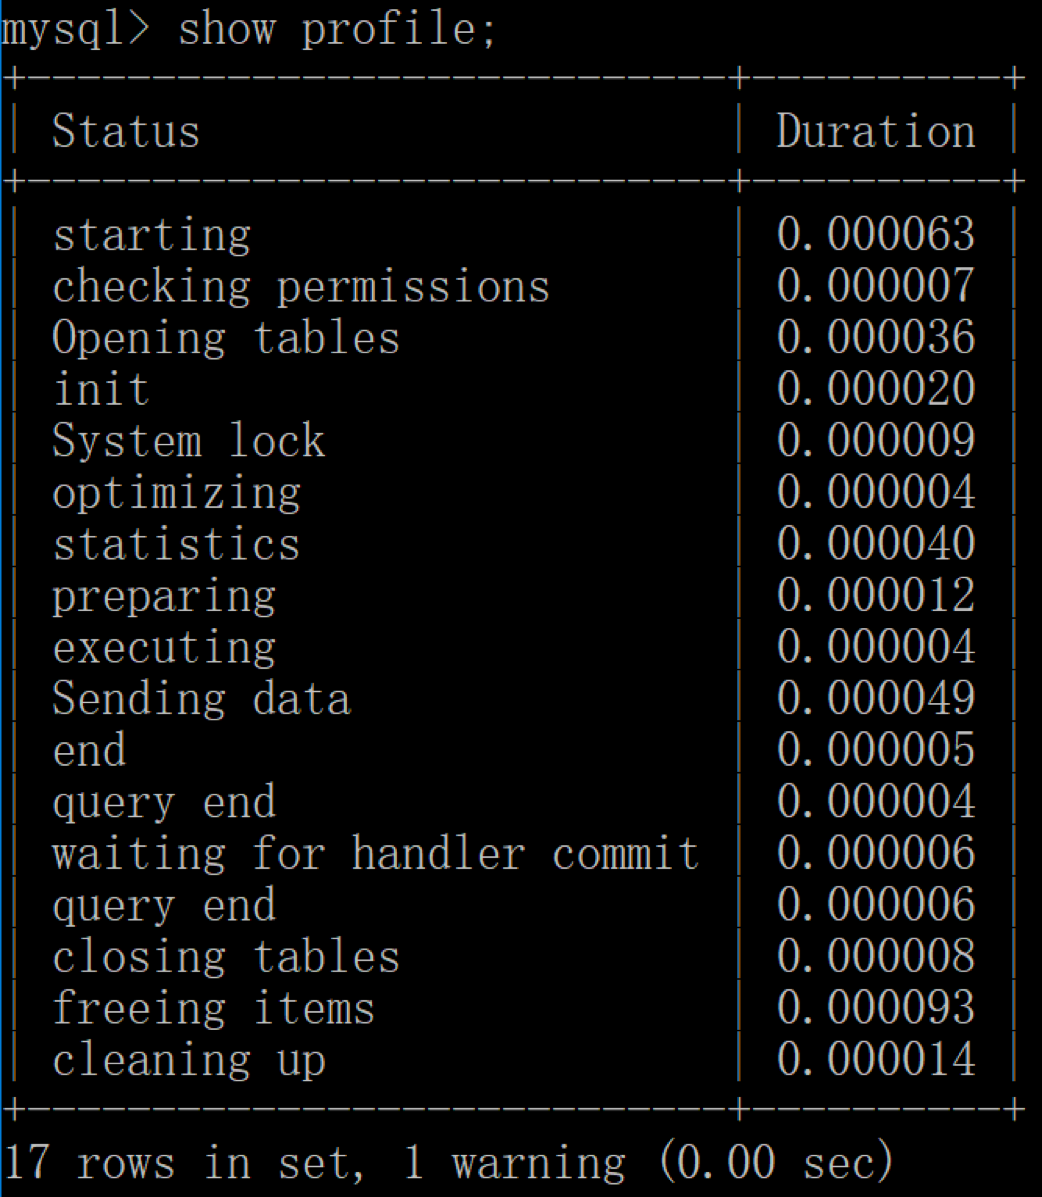 mysql> show profile;
+----------------------------+----------+
| Status                     | Duration |
+----------------------------+----------+
| starting                   | 0.000063 |
| checking permissions       | 0.000007 |
| Opening tables             | 0.000036 |
| init                       | 0.000020 |
| System lock                | 0.000009 |
| optimizing                 | 0.000004 |
| statistics                 | 0.000040 |
| preparing                  | 0.000012 |
| executing                  | 0.000004 |
| Sending data               | 0.000049 |
| end                        | 0.000005 |
| query end                  | 0.000004 |
| waiting for handler commit | 0.000006 |
| query end                  | 0.000006 |
| closing tables             | 0.000008 |
| freeing items              | 0.000093 |
| cleaning up                | 0.000014 |
+----------------------------+----------+
17 rows in set, 1 warning (0.00 sec)